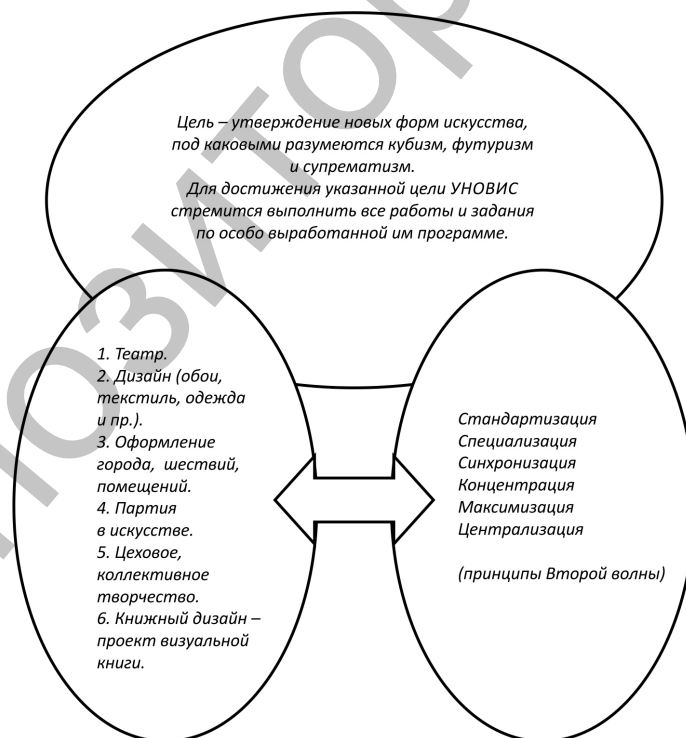 Цель – утверждение новых форм искусства,
под каковыми разумеются кубизм, футуризм
и супрематизм.
Для достижения указанной цели УНОВИС
стремится выполнить все работы и задания
по особо выработанной им программе.
1. Театр.
2. Дизайн (обои,
текстиль, одежда
и пр.).
3. Оформление
города, шествий,
помещений.
4. Партия
в искусстве.
5. Цеховое,
коллективное
творчество.
6. Книжный дизайн –
проект визуальной
книги.
Стандартизация
Специализация
Синхронизация
Концентрация
Максимизация
Централизация
(принципы Второй волны)